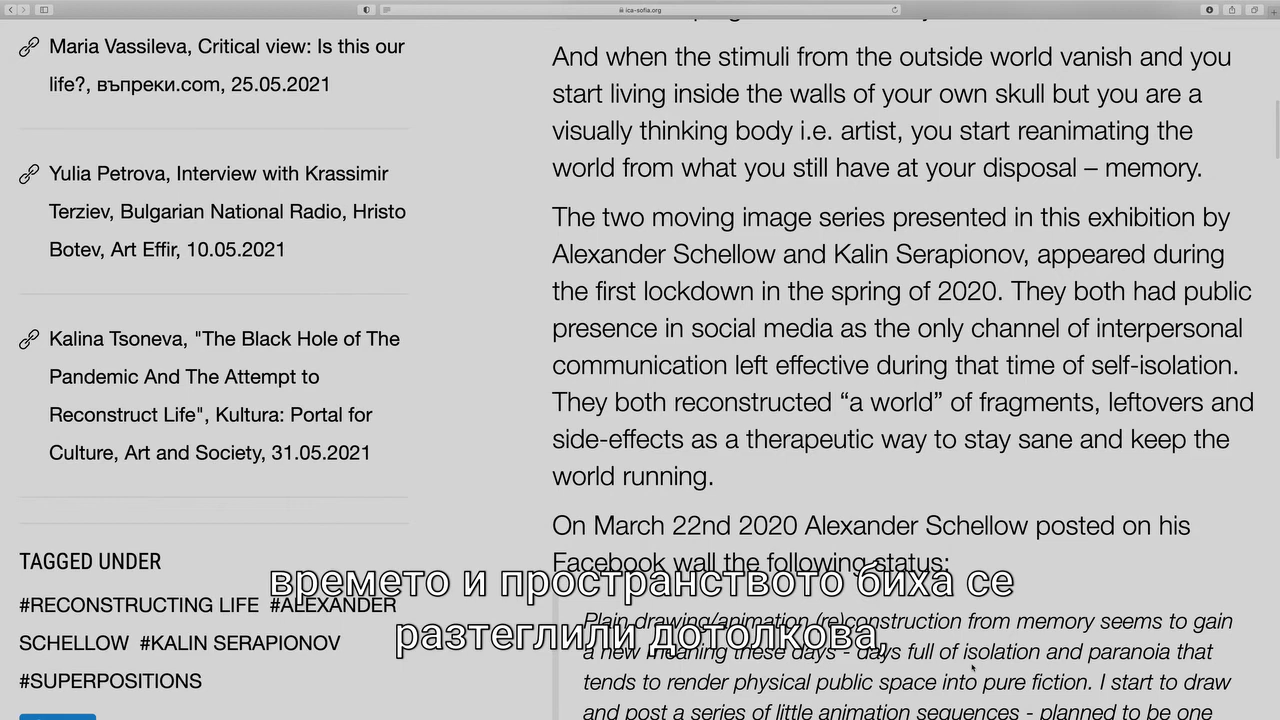 ica-sofia.org
Maria Vassileva, Critical view: Is this our
life?, въпреки.com, 25.05.2021
Yulia Petrova, Interview with Krassimir
Terziev, Bulgarian National Radio, Hristo
Botev, Art Effir, 10.05.2021
Kalina Tsoneva, "The Black Hole of The
Pandemic And The Attempt to
Reconstruct Life", Kultura: Portal for
Culture, Art and Society, 31.05.2021
TAGGED UNDER
#RECONSTRUCTING LIFE #ALEXANDER
SCHELLOW #KALIN SERAPIONOV
#SUPERPOSITIONS
And when the stimuli from the outside world vanish and you
start living inside the walls of your own skull but you are a
visually thinking body i.e. artist, you start reanimating the
world from what you still have at your disposal – memory.
The two moving image series presented in this exhibition by
Alexander Schellow and Kalin Serapionov, appeared during
the first lockdown in the spring of 2020. They both had public
presence in social media as the only channel of interpersonal
communication left effective during that time of self-isolation.
They both reconstructed “a world” of fragments, leftovers and
side-effects as a therapeutic way to stay sane and keep the
world running.
On March 22nd 2020 Alexander Schellow posted on his
Facebook wall the following status:
Plain drawing/animation (re)construction from memory seems to gain
a new meaning these days - days full of isolation and paranoia that
tends to render physical public space into pure fiction. I start to draw
and post a series of little animation sequences - planned to be one
времето и пространството биха се
разтеглили дотолкова,